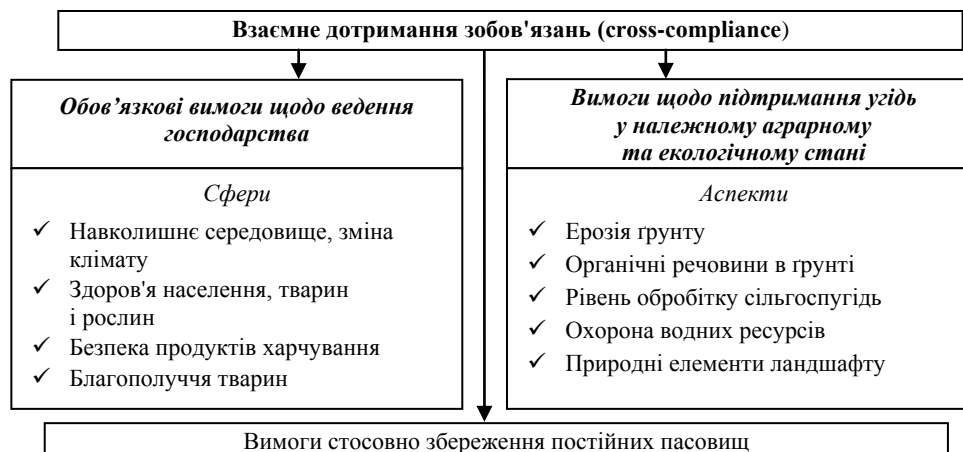 Взаємне дотримання зобов'язань (cross-compliance)
Обов’язкові вимоги щодо ведення
господарства
Сфери
✓ Навколишнє середовище, зміна
клімату
✓ Здоров'я населення, тварин
і рослин
✓ Безпека продуктів харчування
✓ Благополуччя тварин
Вимоги щодо підтримання угідь
у належному аграрному
та екологічному стані
Аспекти
✓ Ерозія ґрунту
✓ Органічні речовини в ґрунті
✓ Рівень обробітку сільгоспугідь
✓ Охорона водних ресурсів
✓ Природні елементи ландшафту
Вимоги стосовно збереження постійних пасовищ